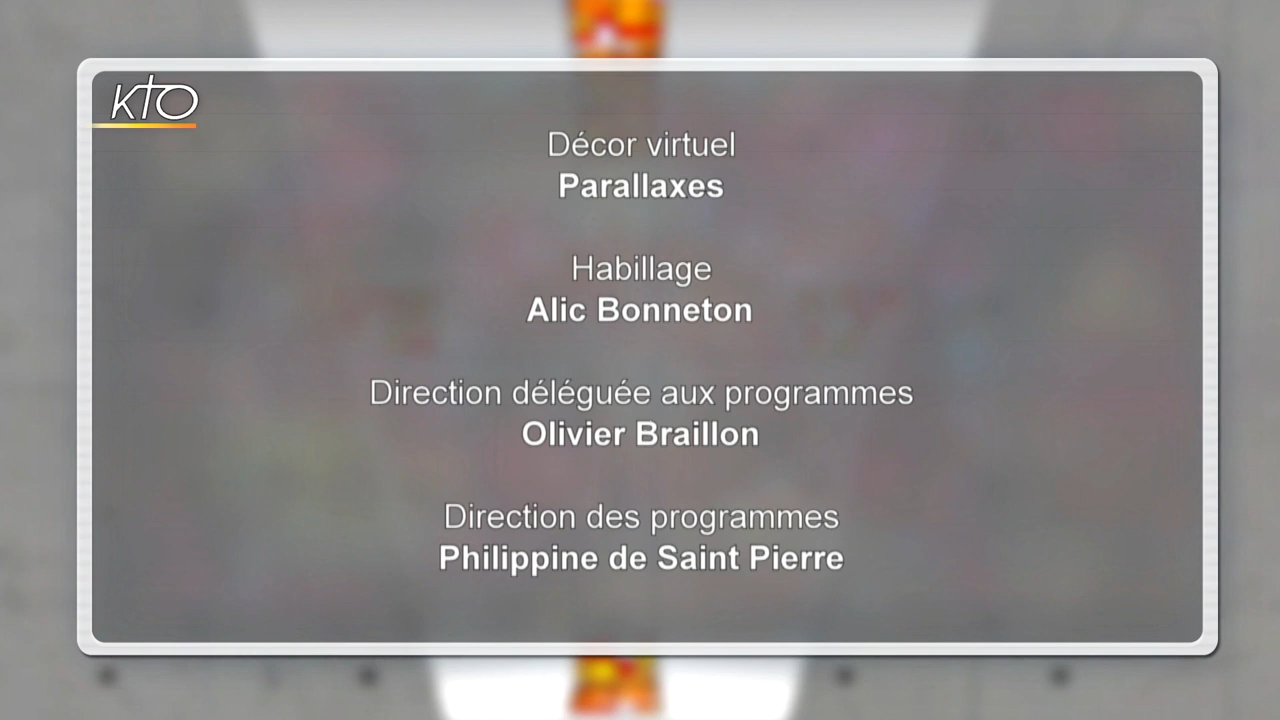 KTO
Décor virtuel
Parallaxes
Habillage
Alic Bonneton
Direction déléguée aux programmes
Olivier Braillon
Direction des programmes
Philippine de Saint Pierre